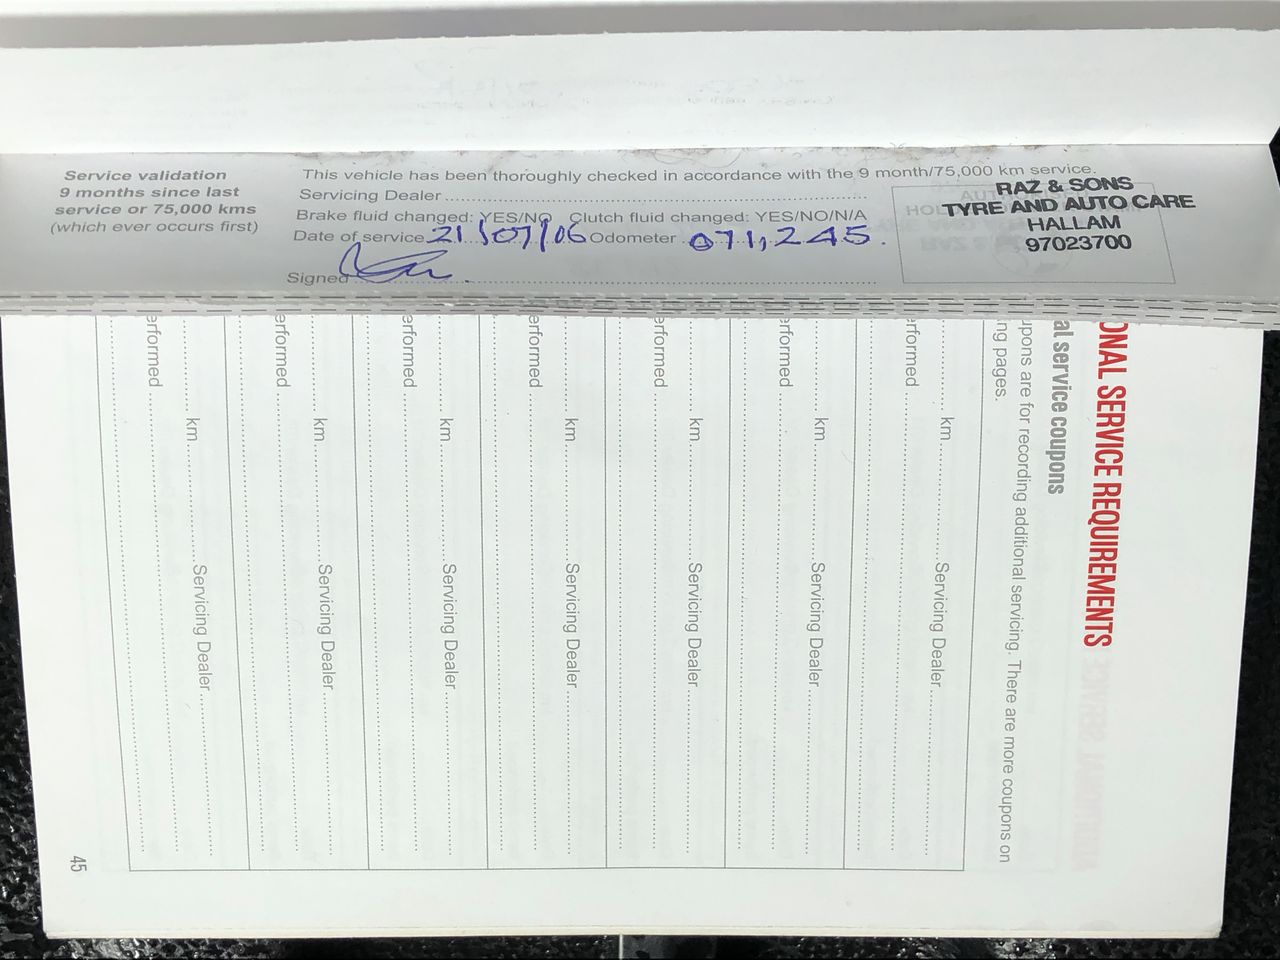 Service validation
9 months since last
service or 75,000 kms
(which ever occurs first)
This vehicle has been thoroughly checked in accordance with the 9 month/75,000 km service.
Servicing Dealer
Brake fluid changed: YES/NO Clutch fluid changed: YES/NO/N/A
Date of service 21/07/06 Odometer 071,245.
Signed
RAZ & SONS
TYRE AND AUTO CARE
HALLAM
97023700
ONAL SERVICE REQUIREMENTS
al service coupons
upons are for recording additional servicing. There are more coupons on
ng pages.
km Servicing Dealer
erformed
km Servicing Dealer
erformed
km Servicing Dealer
erformed
km Servicing Dealer
erformed
km Servicing Dealer
erformed
km Servicing Dealer
erformed
km Servicing Dealer
erformed
45